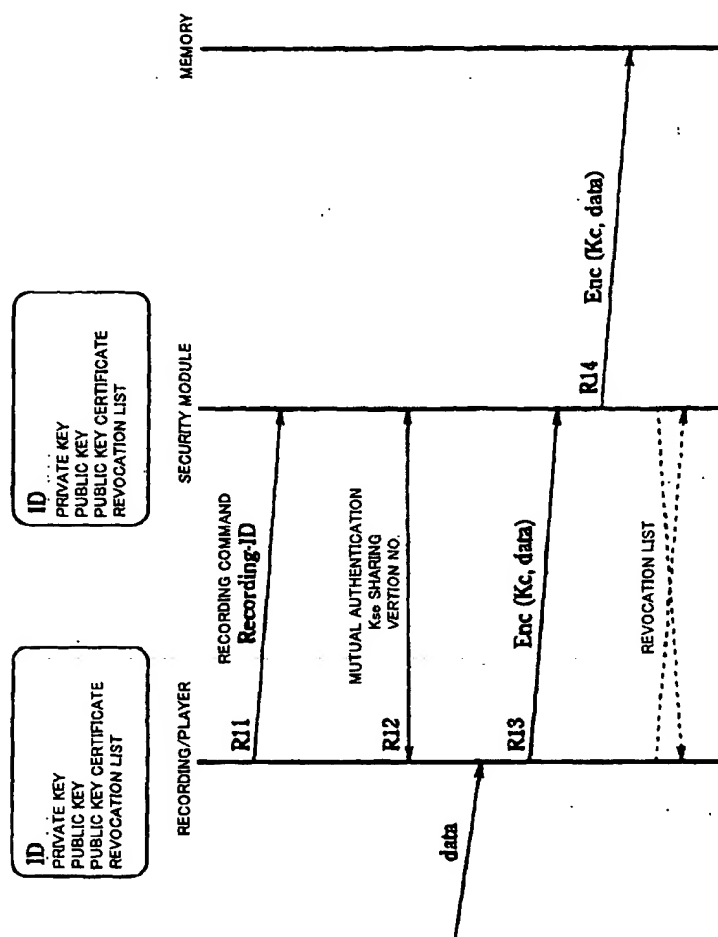 ID
PRIVATE KEY
PUBLIC KEY
PUBLIC KEY CERTIFICATE
REVOCATION LIST
ID
PRIVATE KEY
PUBLIC KEY
PUBLIC KEY CERTIFICATE
REVOCATION LIST
RECORDING/PLAYER
SECURITY MODULE
MEMORY
R11
RECORDING COMMAND
Recording-ID
R12
MUTUAL AUTHENTICATION
Kse SHARING
VERTION NO.
data
R13
Enc (Kc, data)
R14
Enc (Kc, data)
REVOCATION LIST